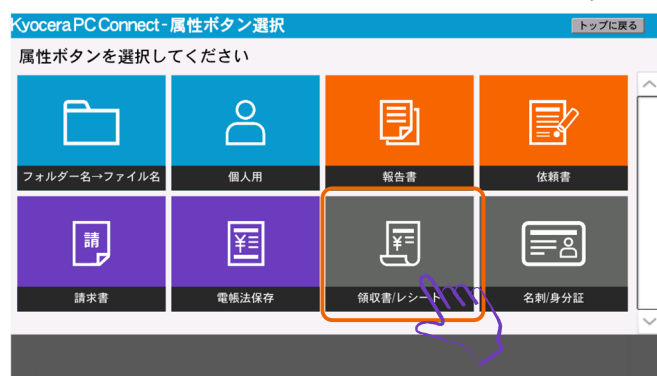 Kyocera PC Connect - 属性ボタン選択
トップに戻る
属性ボタンを選択してください
フォルダー名→ファイル名
個人用
報告書
依頼書
請
¥
¥
請求書
電帳法保存
領収書/レシート
名刺/身分証